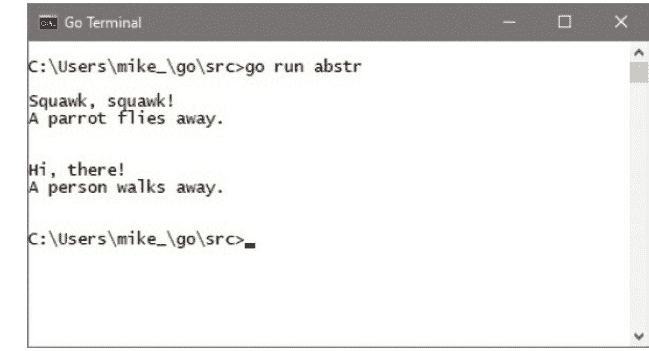 Go Terminal
C:\Users\mike_\go\src>go run abstr
Squawk, squawk!
A parrot flies away.
Hi, there!
A person walks away.
C:\Users\mike_\go\src>